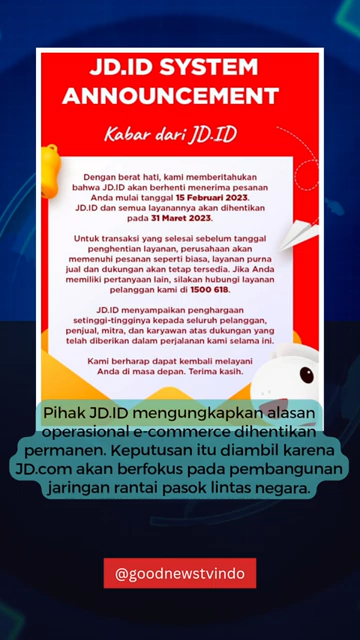 JD.ID SYSTEM
ANNOUNCEMENT
Kabar dari JD.ID
Dengan berat hati, kami memberitahukan
bahwa JD.ID akan berhenti menerima pesanan
Anda mulai tanggal 15 Februari 2023.
JD.ID dan semua layanannya akan dihentikan
pada 31 Maret 2023.
Untuk transaksi yang selesai sebelum tanggal
penghentian layanan, perusahaan akan
memenuhi pesanan seperti biasa, layanan purna
jual dan dukungan akan tetap tersedia. Jika Anda
memiliki pertanyaan lain, silakan hubungi layanan
pelanggan kami di 1500 618.
JD.ID menyampaikan penghargaan
setinggi-tingginya kepada seluruh pelanggan,
penjual, mitra, dan karyawan atas dukungan yang
telah diberikan dalam perjalanan kami selama ini.
Kami berharap dapat kembali melayani
Anda di masa depan. Terima kasih.
Pihak JD.ID mengungkapkan alasan
operasional e-commerce dihentikan
permanen. Keputusan itu diambil karena
JD.com akan berfokus pada pembangunan
jaringan rantai pasok lintas negara.
@goodnewstvindo